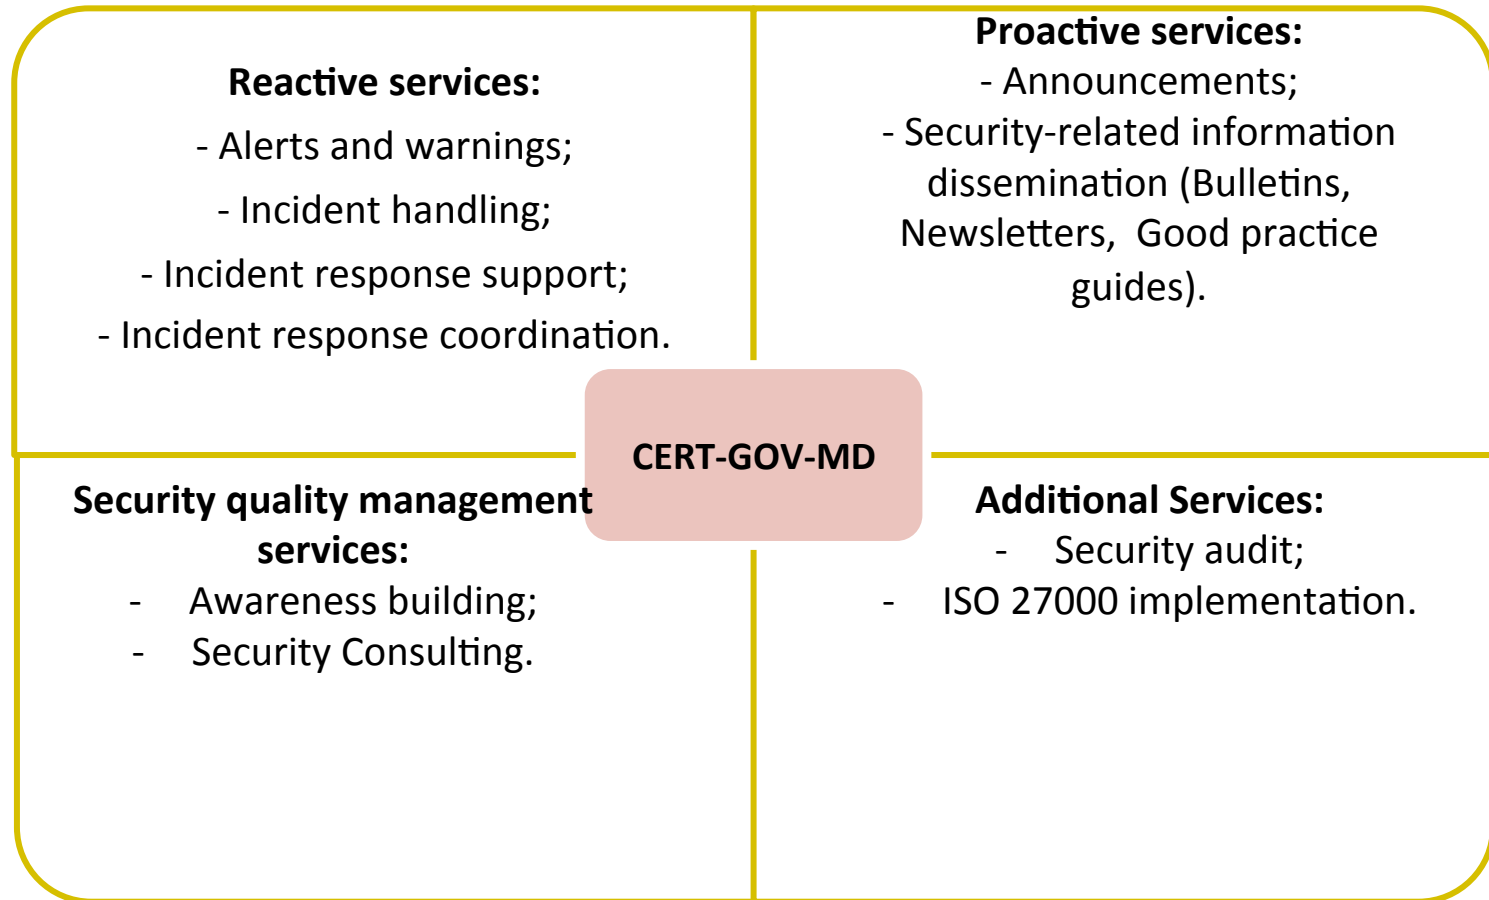 Reactive services:
- Alerts and warnings;
- Incident handling;
- Incident response support;
- Incident response coordination.
Proactive services:
- Announcements;
- Security-related information
dissemination (Bulletins,
Newsletters, Good practice
guides).
CERT-GOV-MD
Security quality management
services:
- Awareness building;
- Security Consulting.
Additional Services:
- Security audit;
- ISO 27000 implementation.